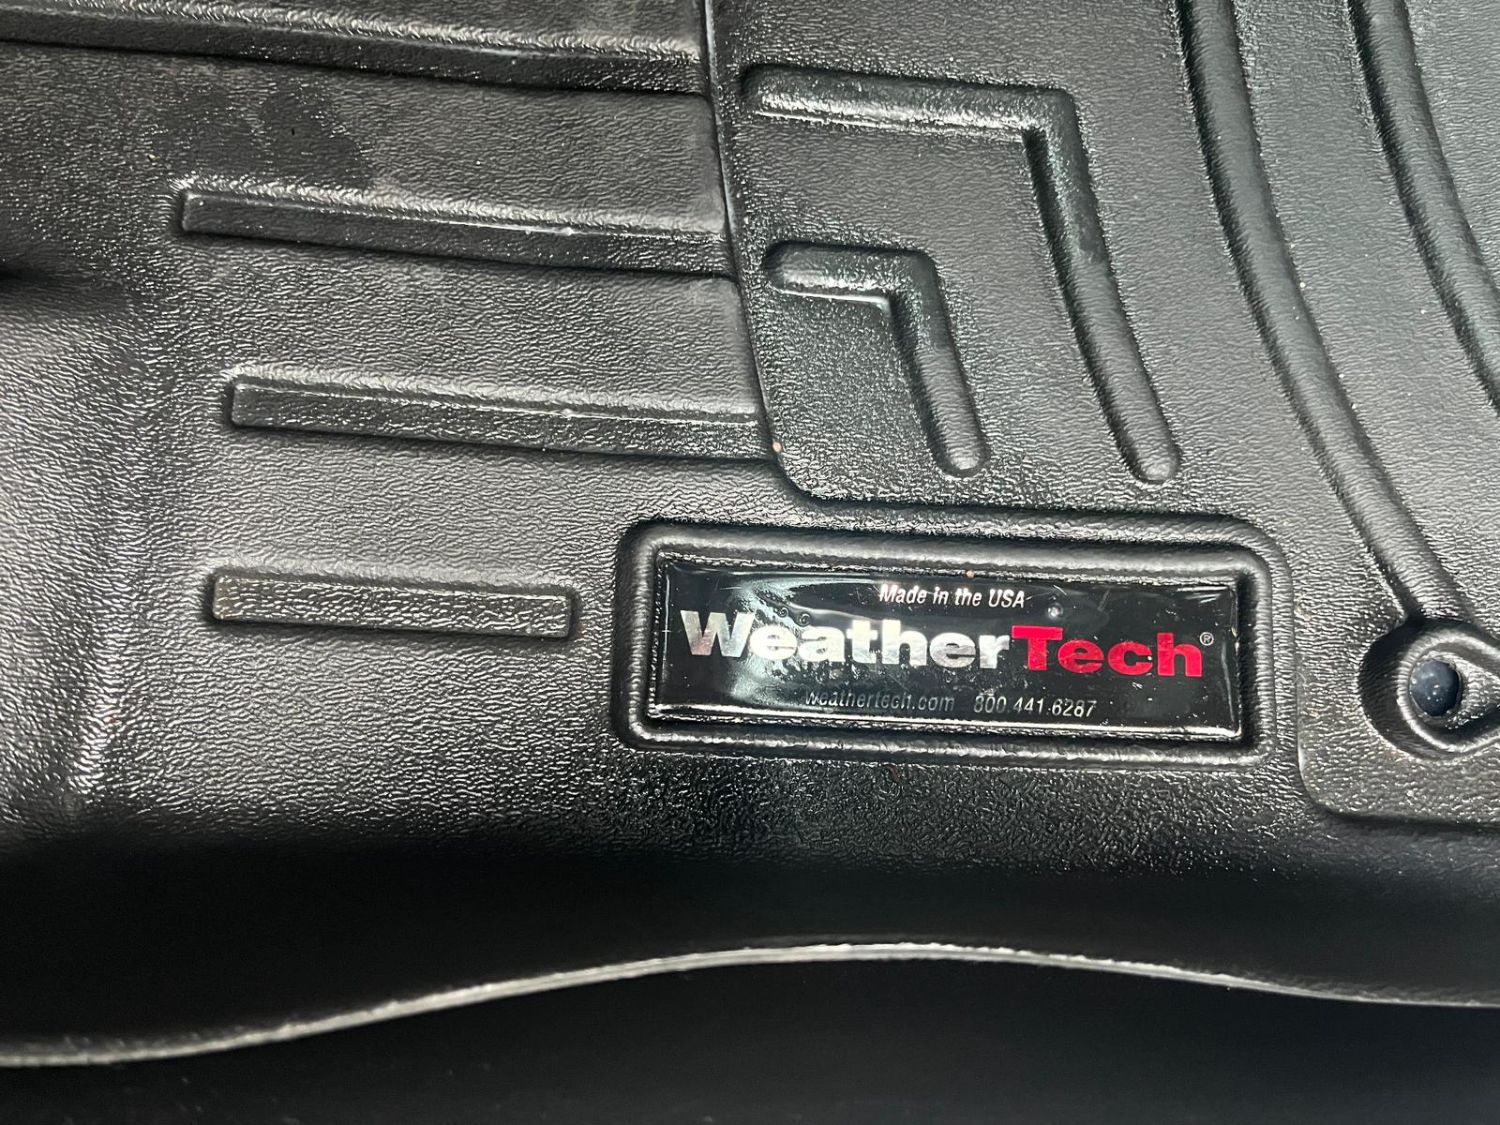 Made in the USA
WeatherTech®
weathertech.com 800.441.6287